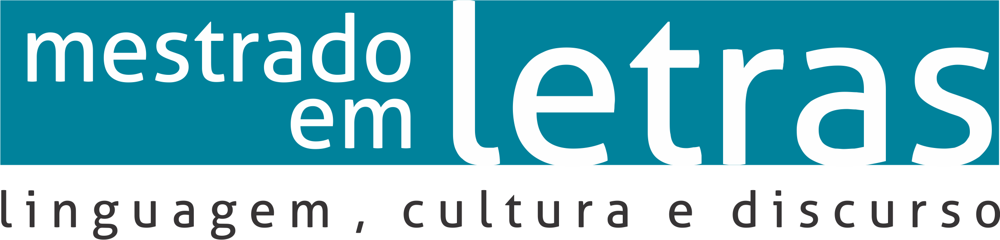 mestrado
em letras
linguagem, cultura e discurso